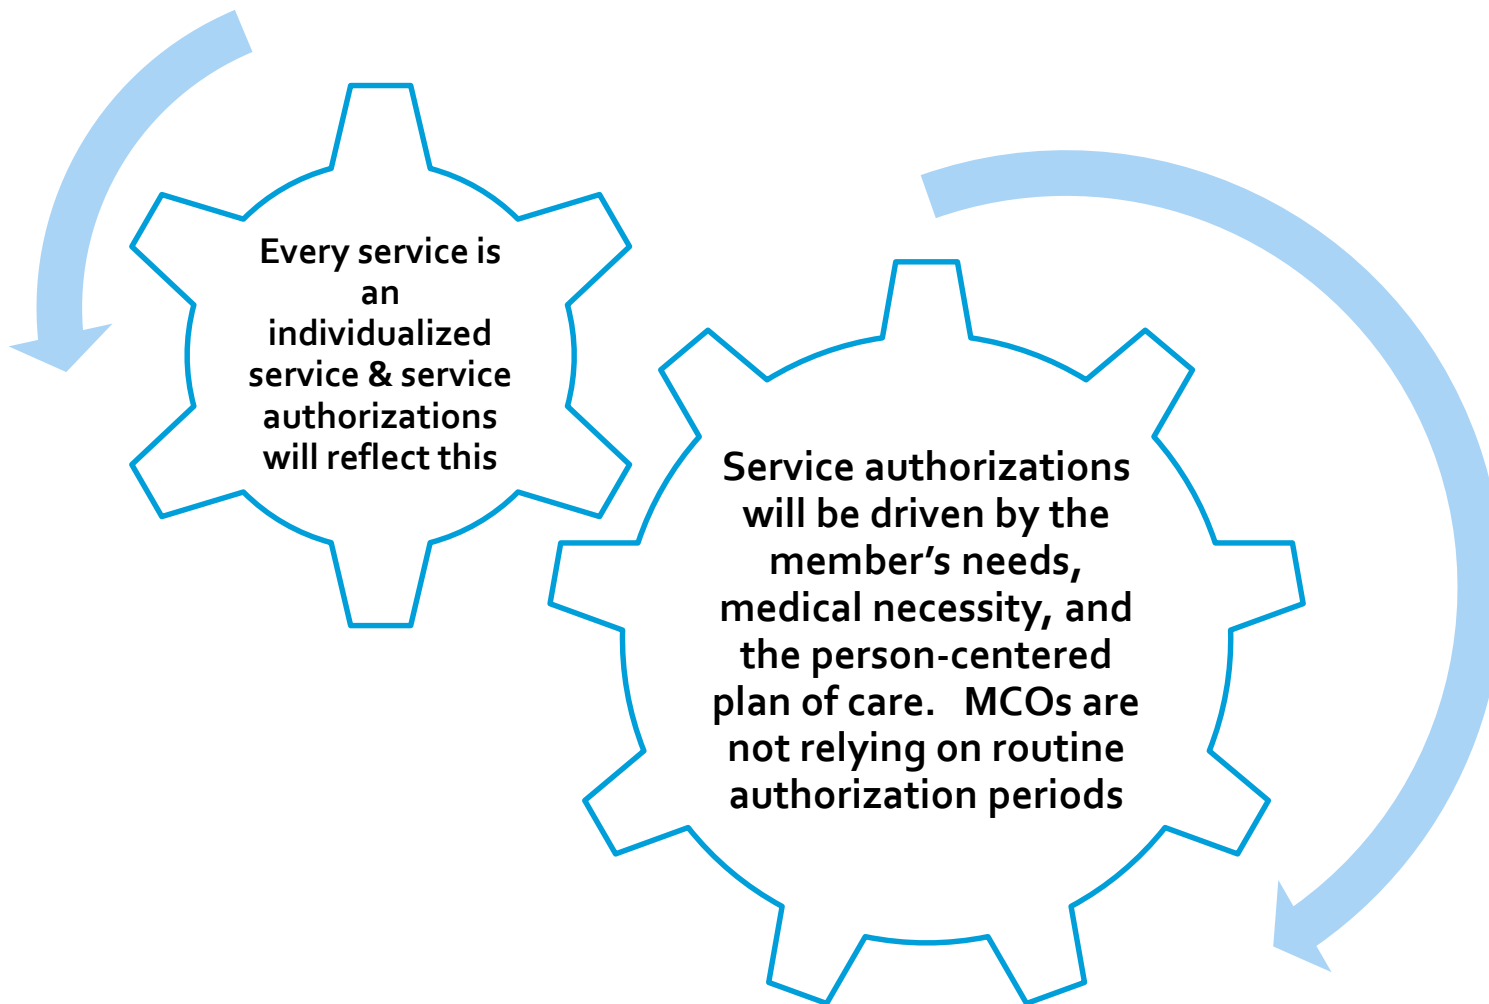 Every service is
an
individualized
service & service
authorizations
will reflect this
Service authorizations
will be driven by the
member’s needs,
medical necessity, and
the person-centered
plan of care.   MCOs are
not relying on routine
authorization periods